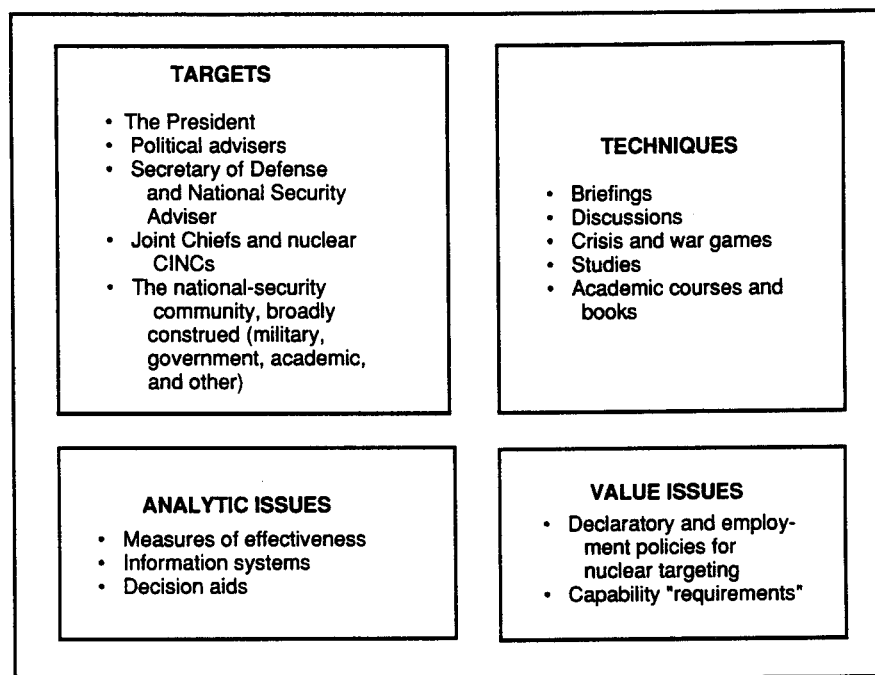 TARGETS
• The President
• Political advisers
• Secretary of Defense
and National Security
Adviser
• Joint Chiefs and nuclear
CINCs
• The national-security
community, broadly
construed (military,
government, academic,
and other)
TECHNIQUES
• Briefings
• Discussions
• Crisis and war games
• Studies
• Academic courses and
books
ANALYTIC ISSUES
• Measures of effectiveness
• Information systems
• Decision aids
VALUE ISSUES
• Declaratory and employ-
ment policies for
nuclear targeting
• Capability "requirements"